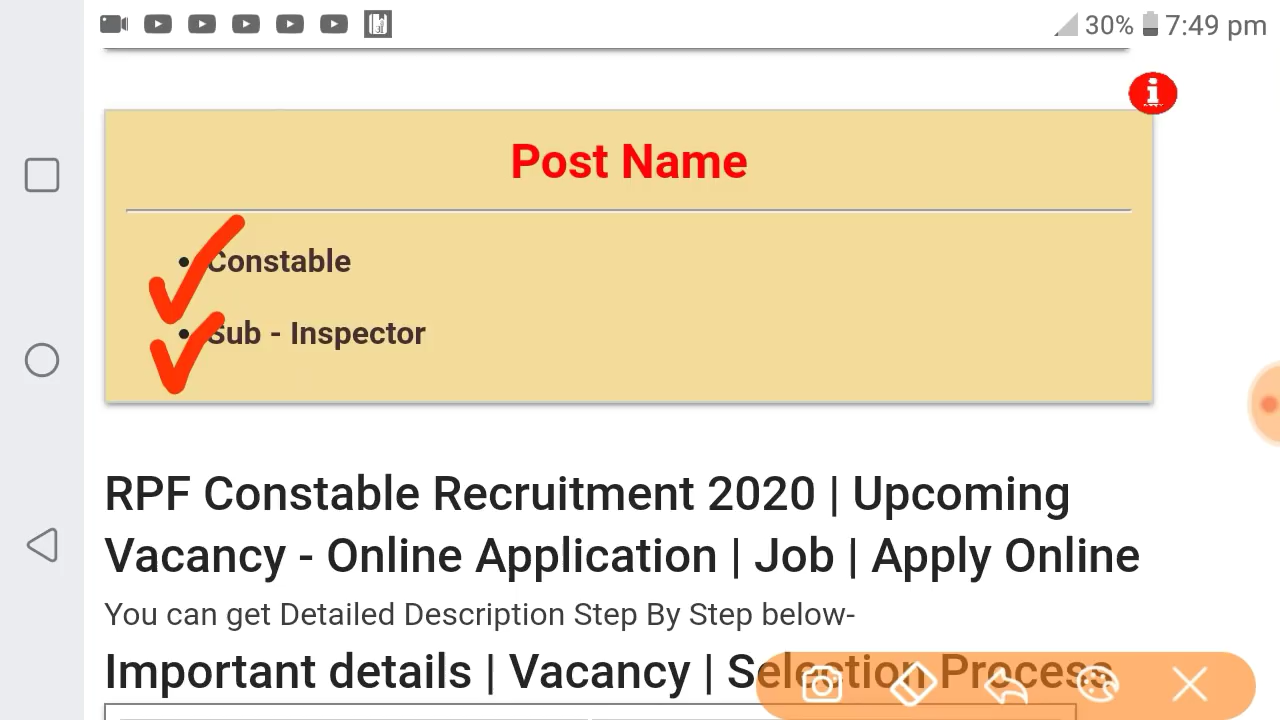 30% 7:49 pm
Post Name
Constable
Sub - Inspector
RPF Constable Recruitment 2020 | Upcoming
Vacancy - Online Application | Job | Apply Online
You can get Detailed Description Step By Step below-
Important details | Vacancy | Selection Process